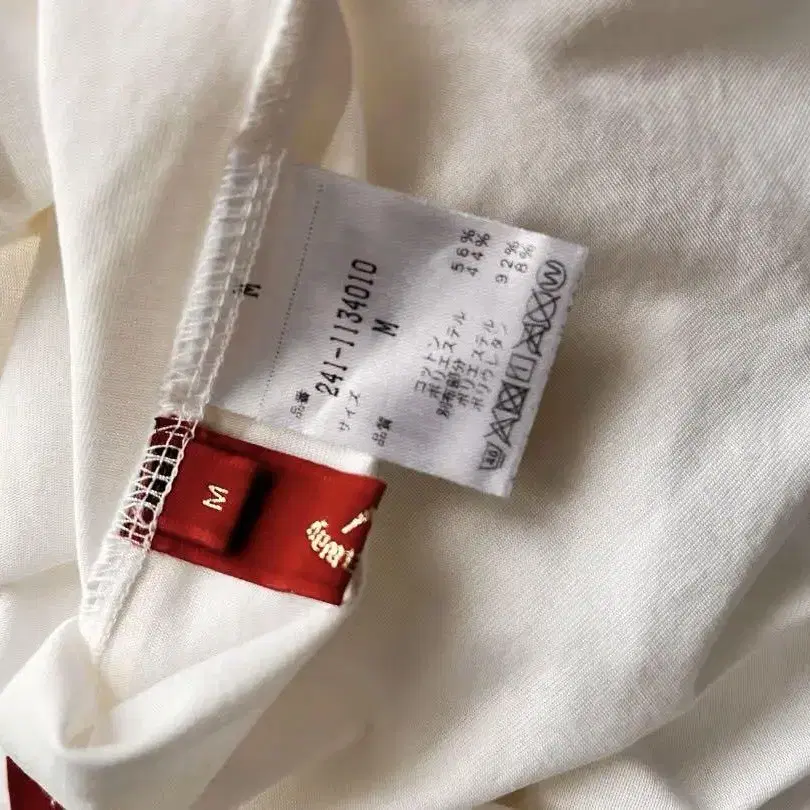 M
品番
241-1134010
サイズ
M
品質
コットン 56%
ポリエステル 44%
別布部分
ポリエステル 92%
ポリウレタン 8%
40
W
M